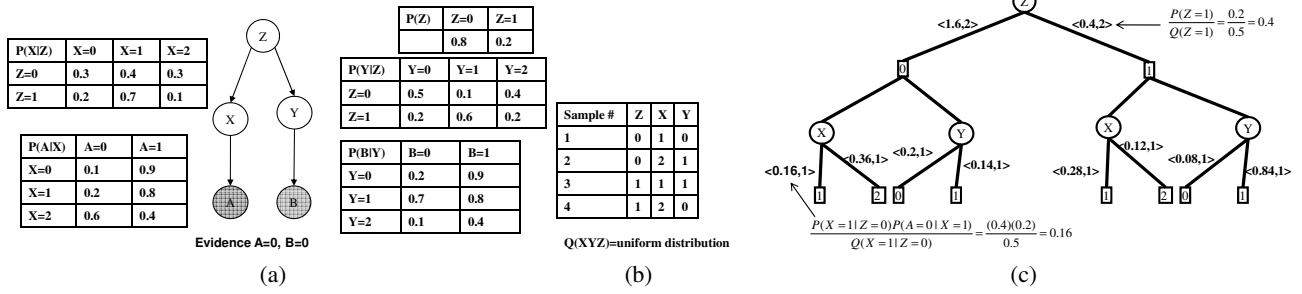 P(X|Z) X=0 X=1 X=2
Z=0 0.3 0.4 0.3
Z=1 0.2 0.7 0.1
P(A|X) A=0 A=1
X=0 0.1 0.9
X=1 0.2 0.8
X=2 0.6 0.4
Z
X
Y
A
B
Evidence A=0, B=0
(a)
P(Z) Z=0 Z=1
0.8 0.2
P(Y|Z) Y=0 Y=1 Y=2
Z=0 0.5 0.1 0.4
Z=1 0.2 0.6 0.2
P(B|Y) B=0 B=1
Y=0 0.2 0.9
Y=1 0.7 0.8
Y=2 0.1 0.4
Sample # Z X Y
1 0 1 0
2 0 2 1
3 1 1 1
4 1 2 0
Q(XYZ)=uniform distribution
(b)
Z
<1.6,2> <0.4,2>
P(Z=1)/Q(Z=1) = 0.2/0.5 = 0.4
0 1
X Y X Y
<0.16,1> <0.36,1> <0.2,1> <0.14,1> <0.28,1> <0.12,1> <0.08,1> <0.84,1>
1 2 0 1 1 2 0 1
P(X=1|Z=0)P(A=0|X=1)/Q(X=1|Z=0) = (0.4)(0.2)/0.5 = 0.16
(c)